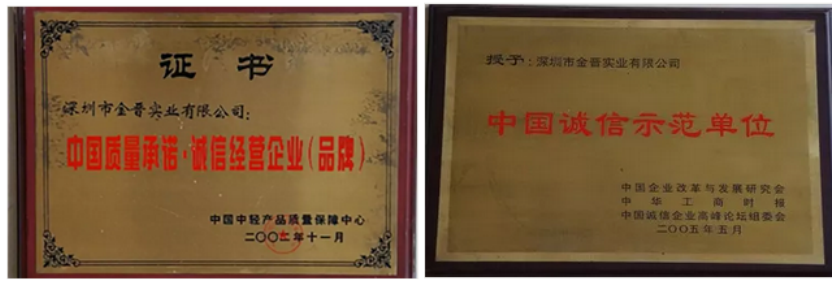 证书
深圳市金晋实业有限公司：
中国质量承诺·诚信经营企业（品牌）
中国中轻产品质量保障中心
二〇〇二年十一月
授予：深圳市金晋实业有限公司
中国诚信示范单位
中国企业改革与发展研究会
中华工商时报
中国诚信企业高峰论坛组委会
二〇〇五年五月